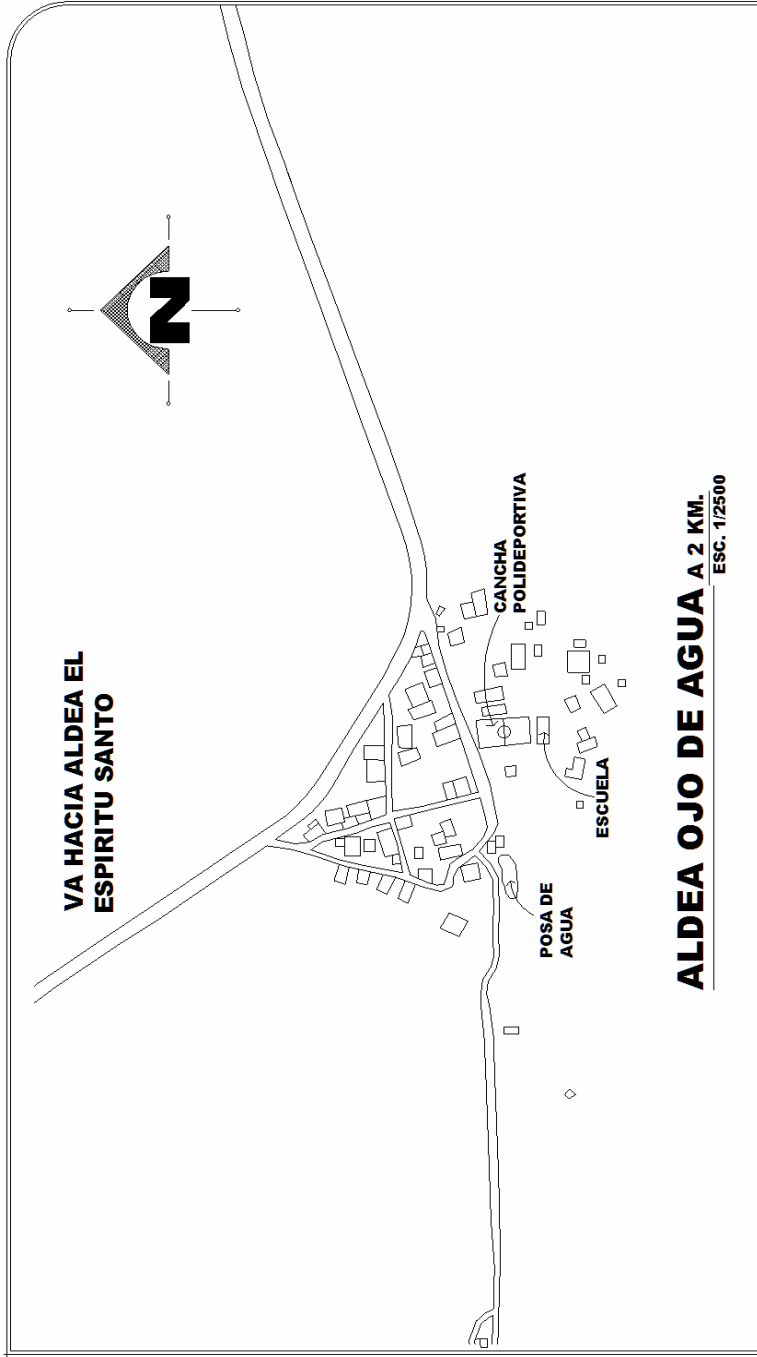 VA HACIA ALDEA EL
ESPIRITU SANTO
N
CANCHA
POLIDEPORTIVA
ESCUELA
POSA DE
AGUA
ALDEA OJO DE AGUA A 2 KM.
ESC. 1/2500